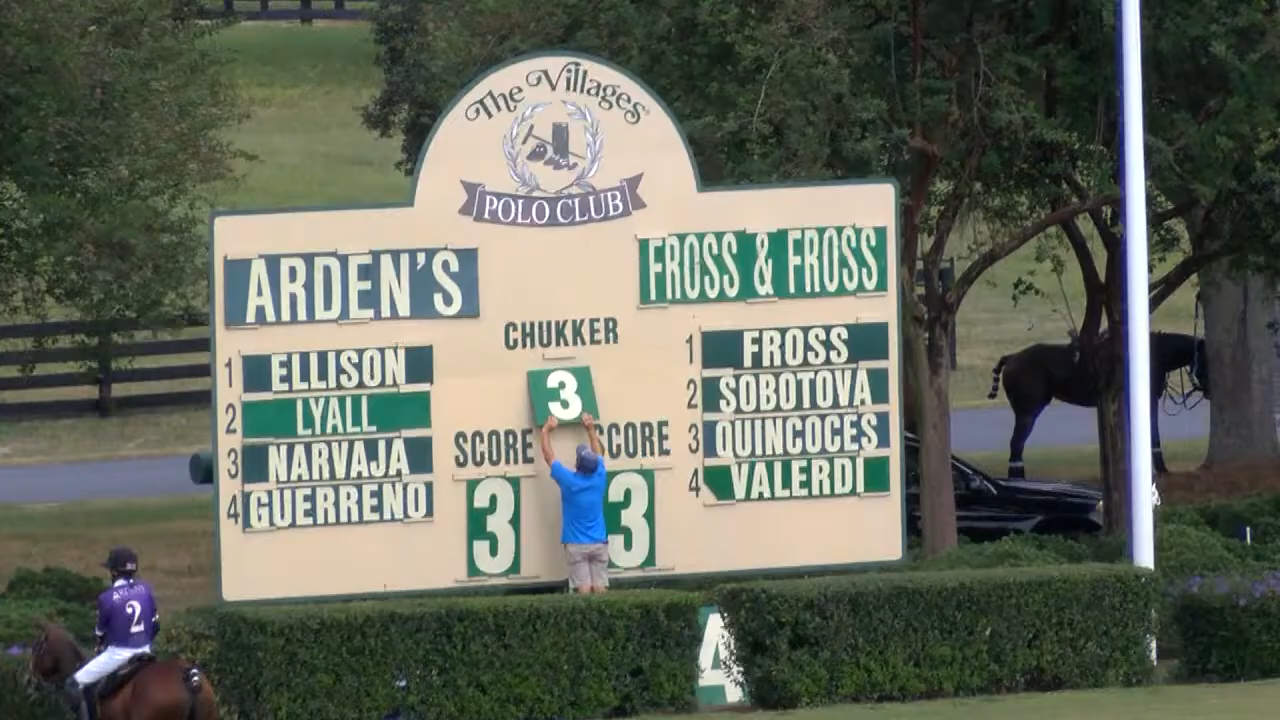 The Villages
POLO CLUB
ARDEN'S
FROSS & FROSS
CHUKKER
3
1 ELLISON
2 LYALL
3 NARVAJA
4 GUERRENO
1 FROSS
2 SOBOTOVA
3 QUINCOCES
4 VALERDI
SCORE SCORE
3 3
ARDEN'S
2
A